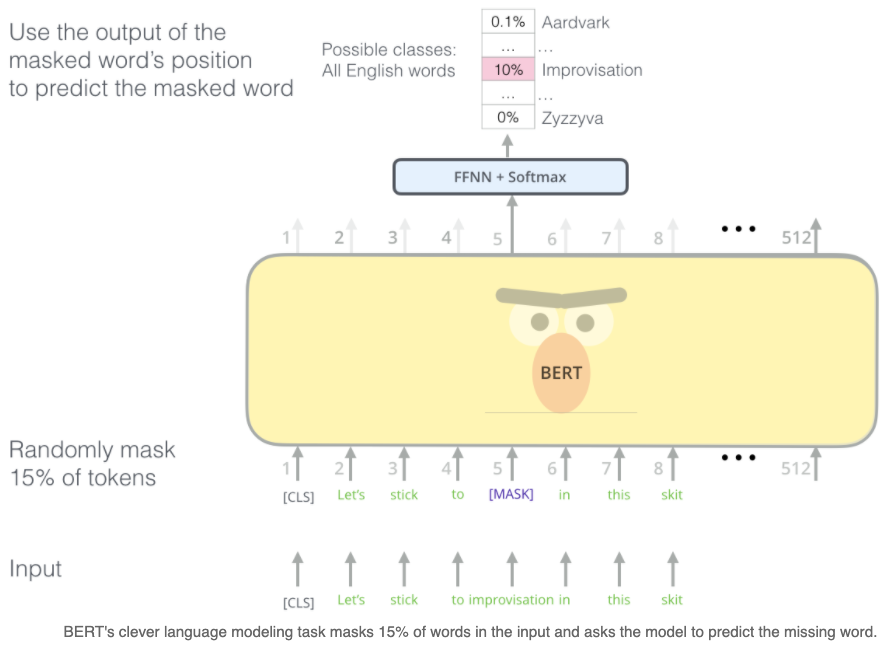 Use the output of the
masked word's position
to predict the masked word
Possible classes:
All English words
0.1% Aardvark
... ...
10% Improvisation
... ...
0% Zyzzyva
FFNN + Softmax
1 2 3 4 5 6 7 8 ••• 512
BERT
Randomly mask
15% of tokens
1 2 3 4 5 6 7 8 ••• 512
[CLS] Let's stick to [MASK] in this skit
Input
[CLS] Let's stick to improvisation in this skit
BERT's clever language modeling task masks 15% of words in the input and asks the model to predict the missing word.